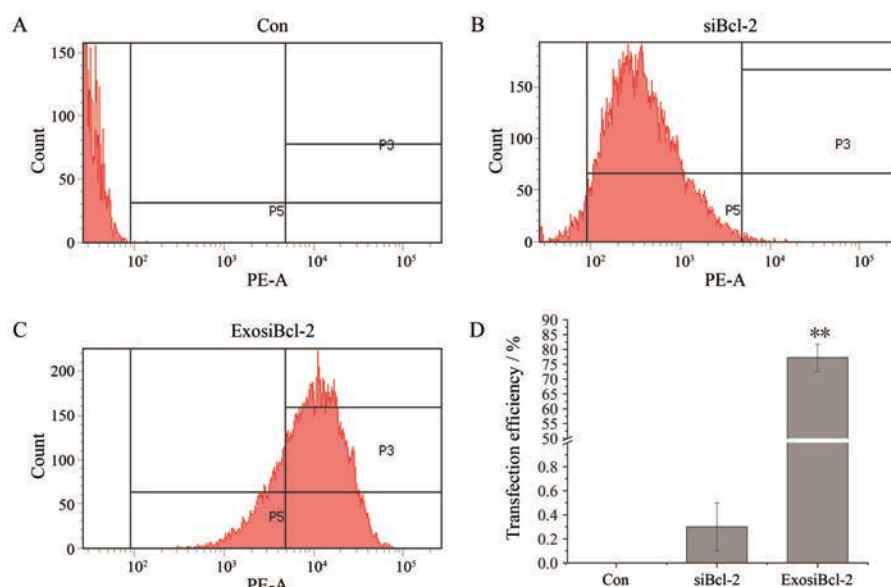 A
Con
Count
150
100
50
0
P3
P5
10²
10³
10⁴
10⁵
PE-A
B
siBcl-2
Count
150
100
50
0
P3
P5
10²
10³
10⁴
10⁵
PE-A
C
ExosiBcl-2
Count
200
150
100
50
0
P3
P5
10²
10³
10⁴
10⁵
PE-A
D
Transfection efficiency / %
90
85
80
75
70
65
60
55
50
0.8
0.6
0.4
0.2
0.0
**
Con
siBcl-2
ExosiBcl-2